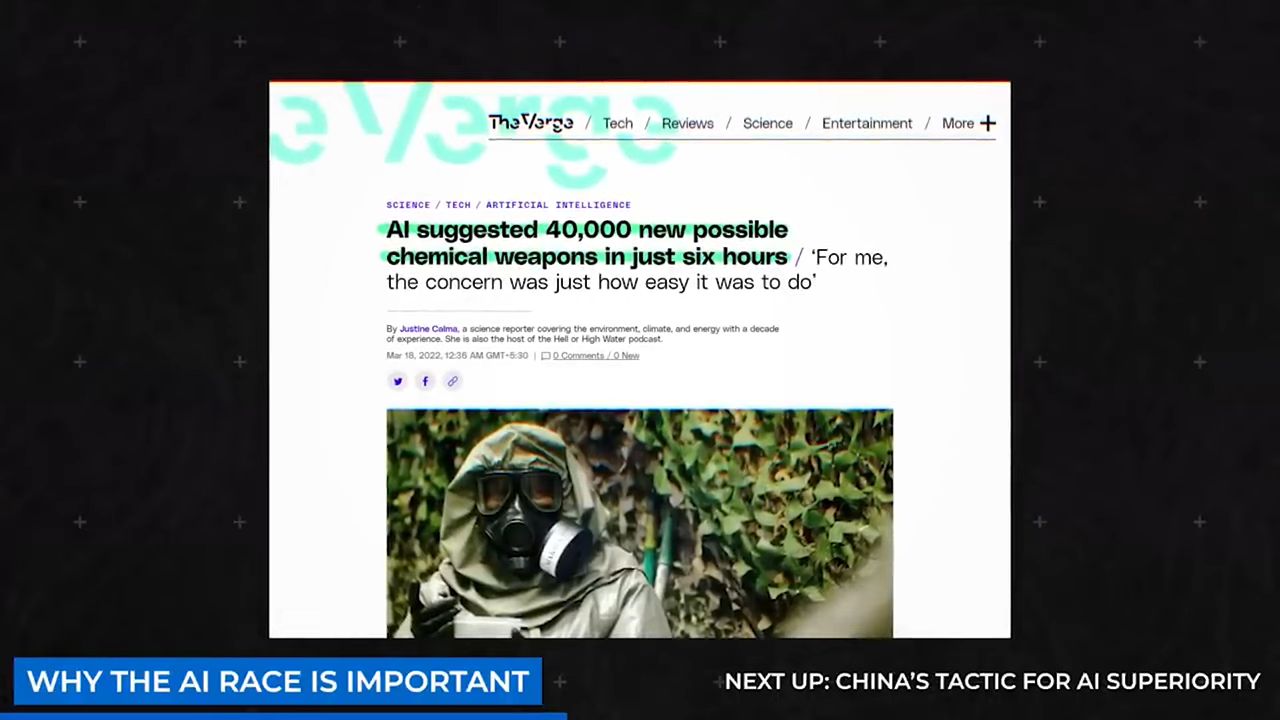 e Verge
The Verge / Tech / Reviews / Science / Entertainment / More +
SCIENCE / TECH / ARTIFICIAL INTELLIGENCE
AI suggested 40,000 new possible
chemical weapons in just six hours / ‘For me,
the concern was just how easy it was to do’
By Justine Calma, a science reporter covering the environment, climate, and energy with a decade
of experience. She is also the host of the Hell or High Water podcast.
Mar 18, 2022, 12:36 AM GMT+5:30 | 0 Comments / 0 New
WHY THE AI RACE IS IMPORTANT
NEXT UP: CHINA’S TACTIC FOR AI SUPERIORITY